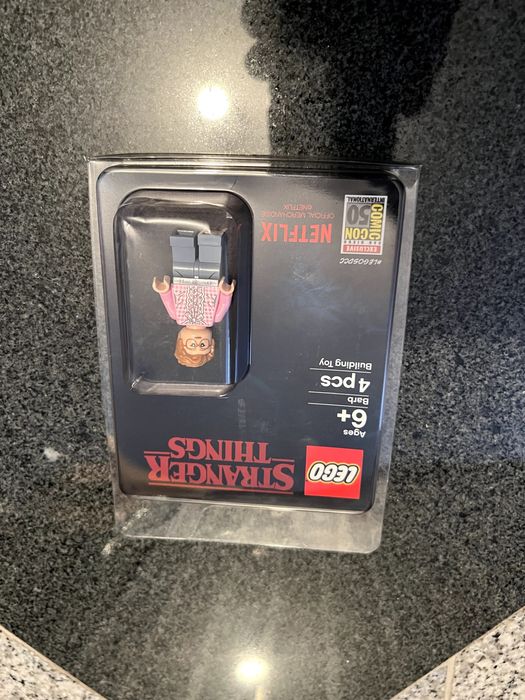 LEGO
STRANGER
THINGS
Ages
6+
Barb
4 pcs
Building Toy
#LEGOSDCC
EXCLUSIVE
SAN DIEGO
COMIC
CON
50
INTERNATIONAL
NETFLIX
OFFICIAL MERCHANDISE
©NETFLIX